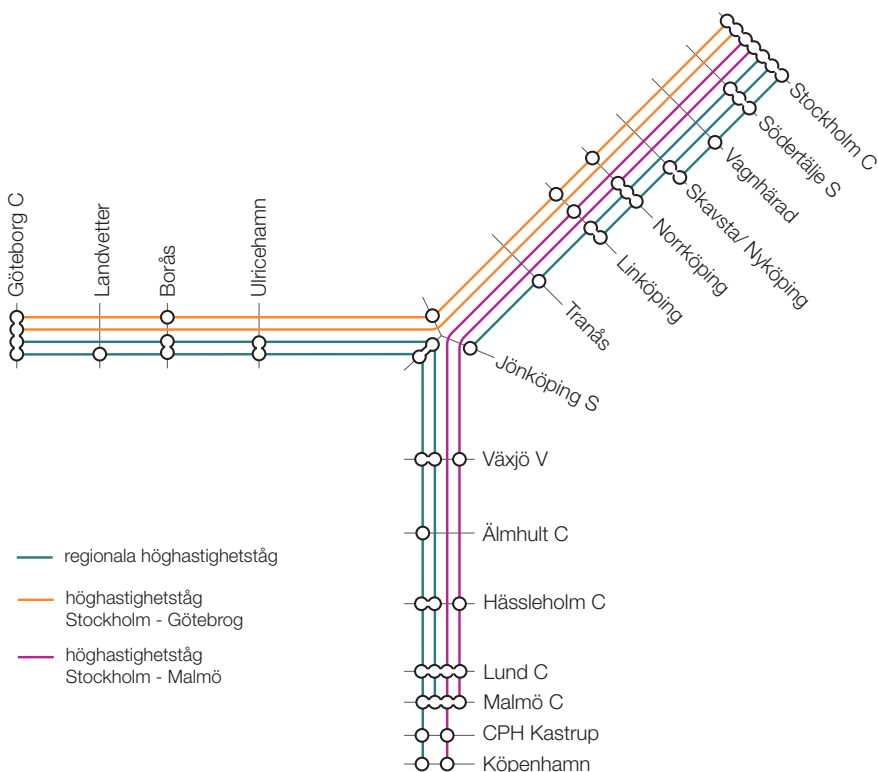 Göteborg C
Landvetter
Borås
Ulricehamn
Stockholm C
Södertälje S
Vagnhärad
Skavsta/ Nyköping
Norrköping
Linköping
Tranås
Jönköping S
Växjö V
Älmhult C
Hässleholm C
Lund C
Malmö C
CPH Kastrup
Köpenhamn
regionala höghastighetståg
höghastighetståg
Stockholm - Götebrog
höghastighetståg
Stockholm - Malmö